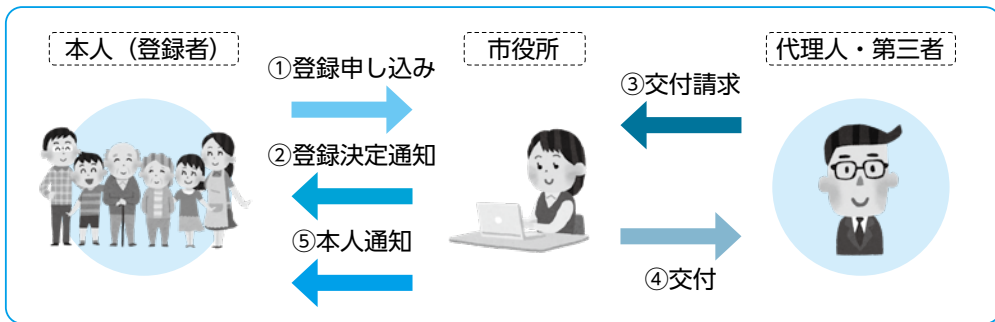 本人（登録者）
市役所
代理人・第三者
①登録申し込み
②登録決定通知
③交付請求
④交付
⑤本人通知